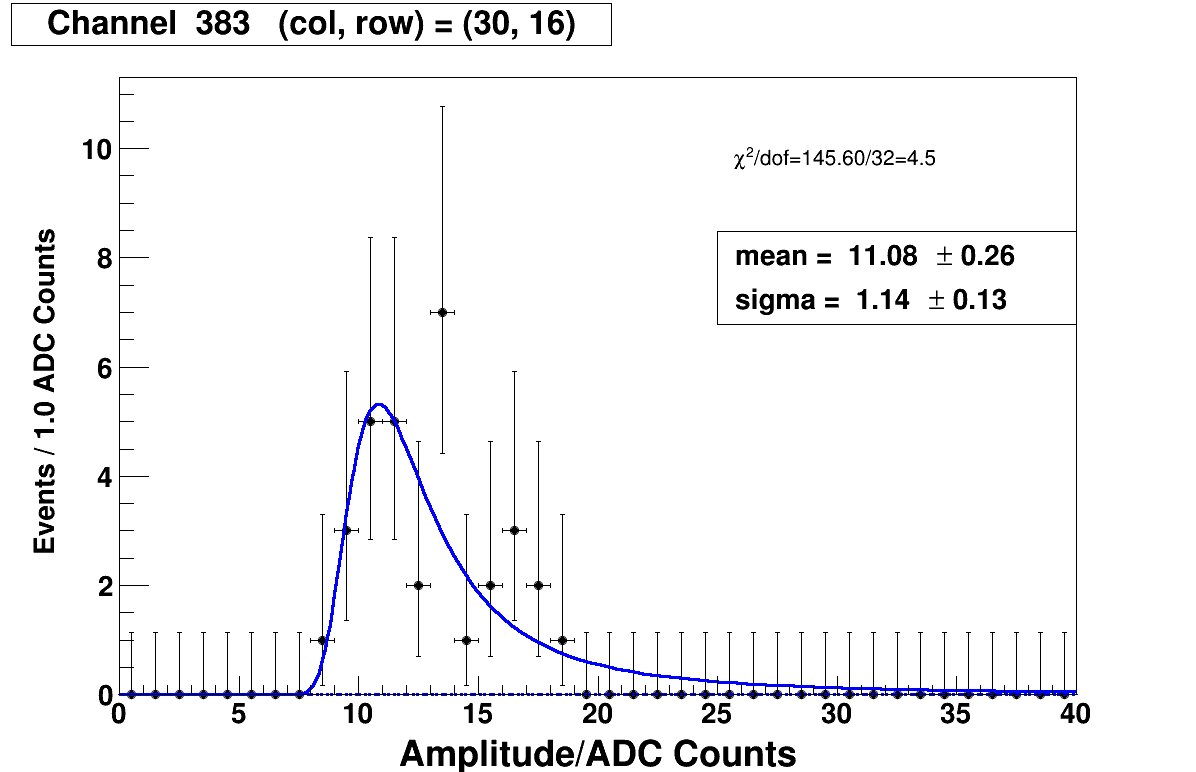 Channel 383 (col, row) = (30, 16)
χ²/dof=145.60/32=4.5
mean = 11.08 ± 0.26
sigma = 1.14 ± 0.13
Events / 1.0 ADC Counts
10
8
6
4
2
0
0 5 10 15 20 25 30 35 40
Amplitude/ADC Counts